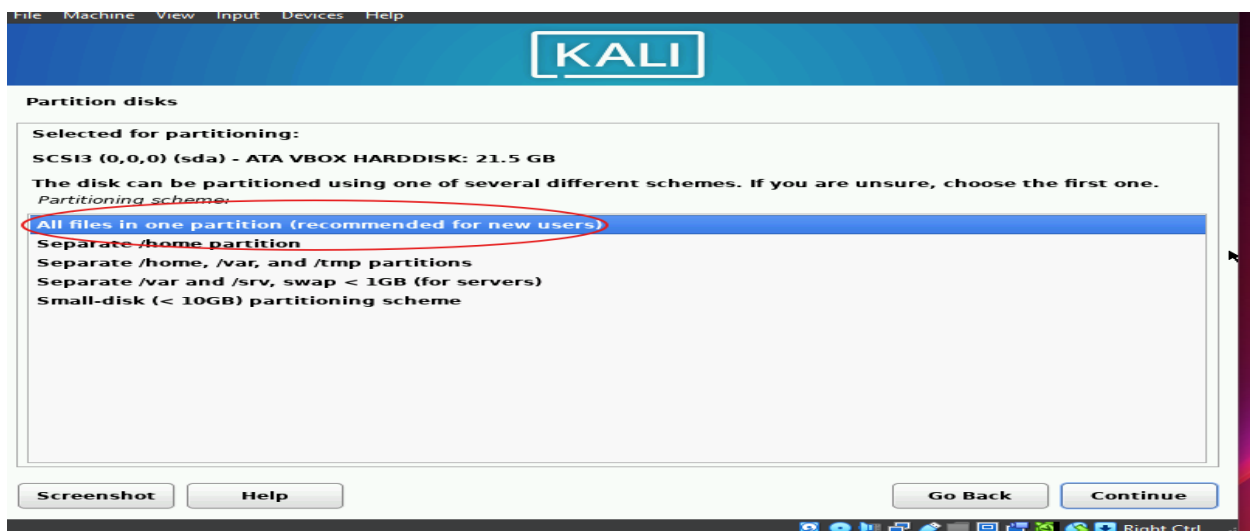 File Machine View Input Devices Help
KALI
Partition disks
Selected for partitioning:
SCSI3 (0,0,0) (sda) - ATA VBOX HARDDISK: 21.5 GB
The disk can be partitioned using one of several different schemes. If you are unsure, choose the first one.
Partitioning scheme:
All files in one partition (recommended for new users)
Separate /home partition
Separate /home, /var, and /tmp partitions
Separate /var and /srv, swap < 1GB (for servers)
Small-disk (< 10GB) partitioning scheme
Screenshot Help Go Back Continue
Right Ctrl